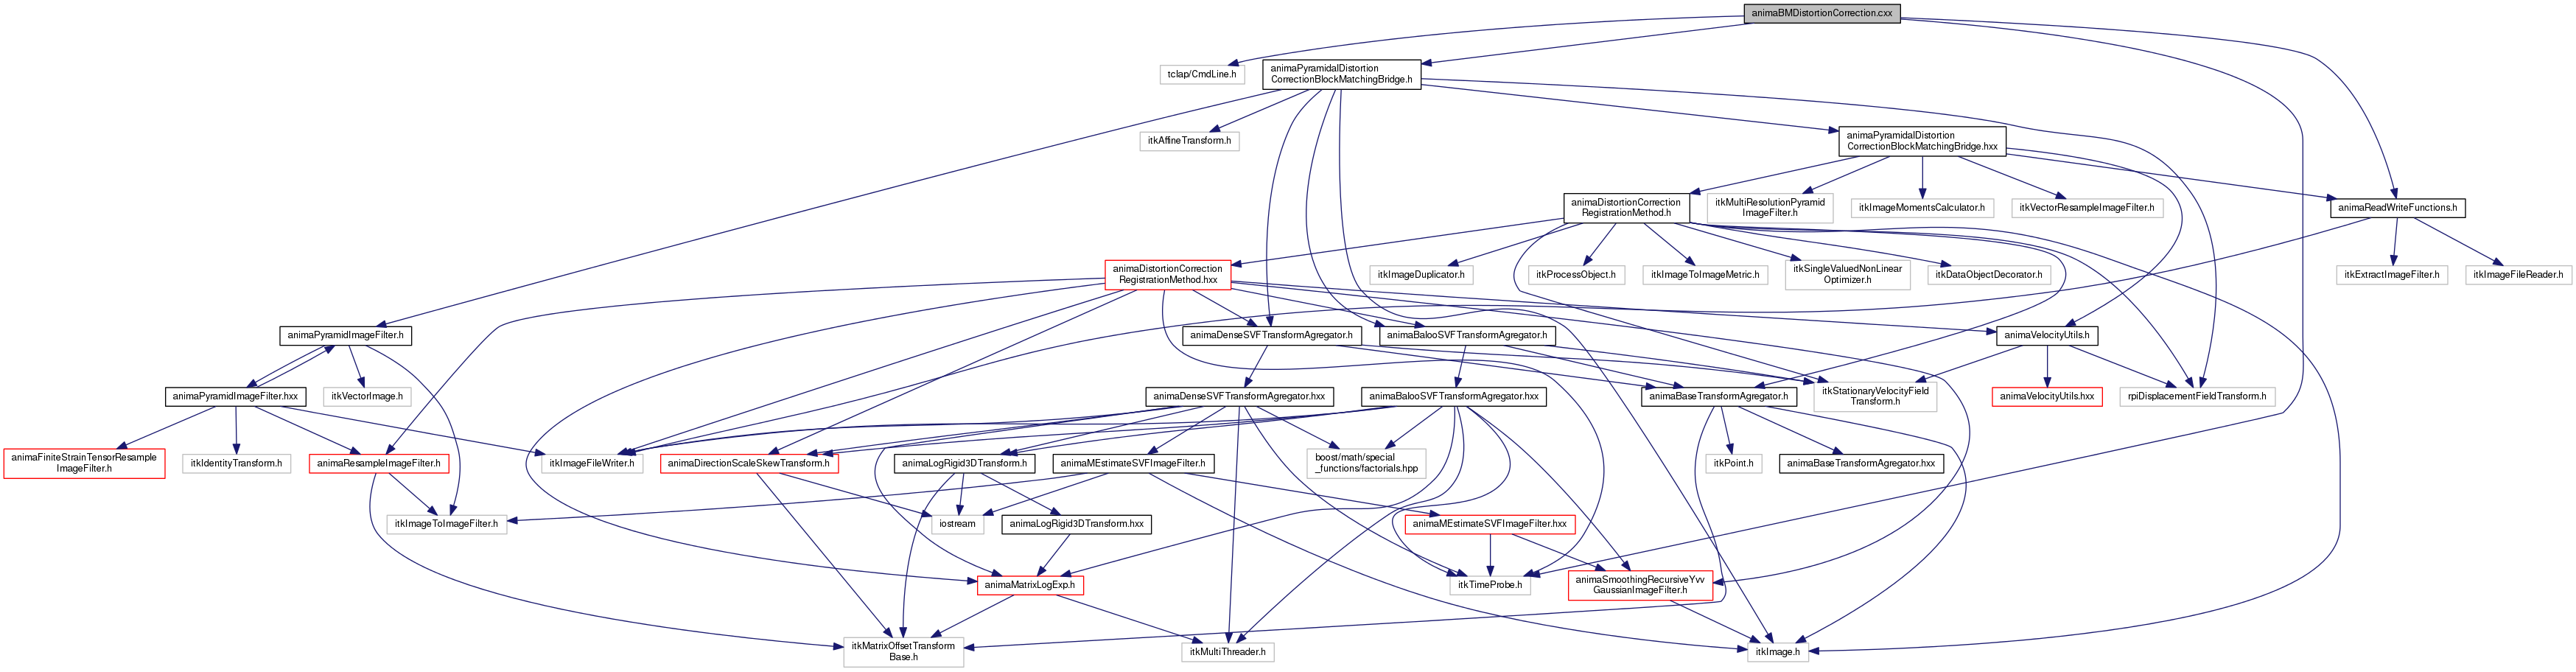 animaBMDistortionCorrection.cxx
tclap/CmdLine.h
animaPyramidalDistortion
CorrectionBlockMatchingBridge.h
itkAffineTransform.h
animaPyramidalDistortion
CorrectionBlockMatchingBridge.hxx
animaDistortionCorrection
RegistrationMethod.h
itkMultiResolutionPyramid
ImageFilter.h
itkImageMomentsCalculator.h
itkVectorResampleImageFilter.h
animaReadWriteFunctions.h
animaDistortionCorrection
RegistrationMethod.hxx
itkImageDuplicator.h
itkProcessObject.h
itkImageToImageMetric.h
itkSingleValuedNonLinear
Optimizer.h
itkDataObjectDecorator.h
itkExtractImageFilter.h
itkImageFileReader.h
animaPyramidImageFilter.h
animaDenseSVFTransformAgregator.h
animaBalooSVFTransformAgregator.h
animaVelocityUtils.h
animaPyramidImageFilter.hxx
itkVectorImage.h
animaDenseSVFTransformAgregator.hxx
animaBalooSVFTransformAgregator.hxx
animaBaseTransformAgregator.h
itkStationaryVelocityField
Transform.h
animaVelocityUtils.hxx
rpiDisplacementFieldTransform.h
animaFiniteStrainTensorResample
ImageFilter.h
itkIdentityTransform.h
animaResampleImageFilter.h
itkImageFileWriter.h
animaDirectionScaleSkewTransform.h
animaLogRigid3DTransform.h
animaMEstimateSVFImageFilter.h
boost/math/special
_functions/factorials.hpp
itkPoint.h
animaBaseTransformAgregator.hxx
itkImageToImageFilter.h
iostream
animaLogRigid3DTransform.hxx
animaMEstimateSVFImageFilter.hxx
animaMatrixLogExp.h
itkTimeProbe.h
animaSmoothingRecursiveYvv
GaussianImageFilter.h
itkMatrixOffsetTransform
Base.h
itkMultiThreader.h
itkImage.h